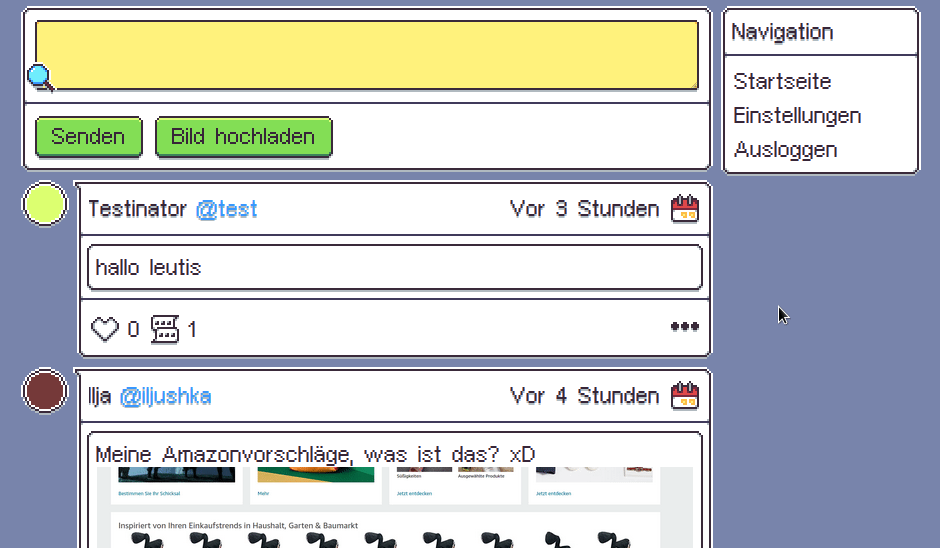 Navigation
Startseite
Einstellungen
Ausloggen
Senden
Bild hochladen
Testinator @test
Vor 3 Stunden
hallo leutis
0
1
Ilja @iljushka
Vor 4 Stunden
Meine Amazonvorschläge, was ist das? xD
Süßigkeiten
Ausgewählte Produkte
Bestimmen Sie Ihr Schicksal
Mehr
Jetzt entdecken
Jetzt entdecken
Inspiriert von Ihren Einkaufstrends in Haushalt, Garten & Baumarkt